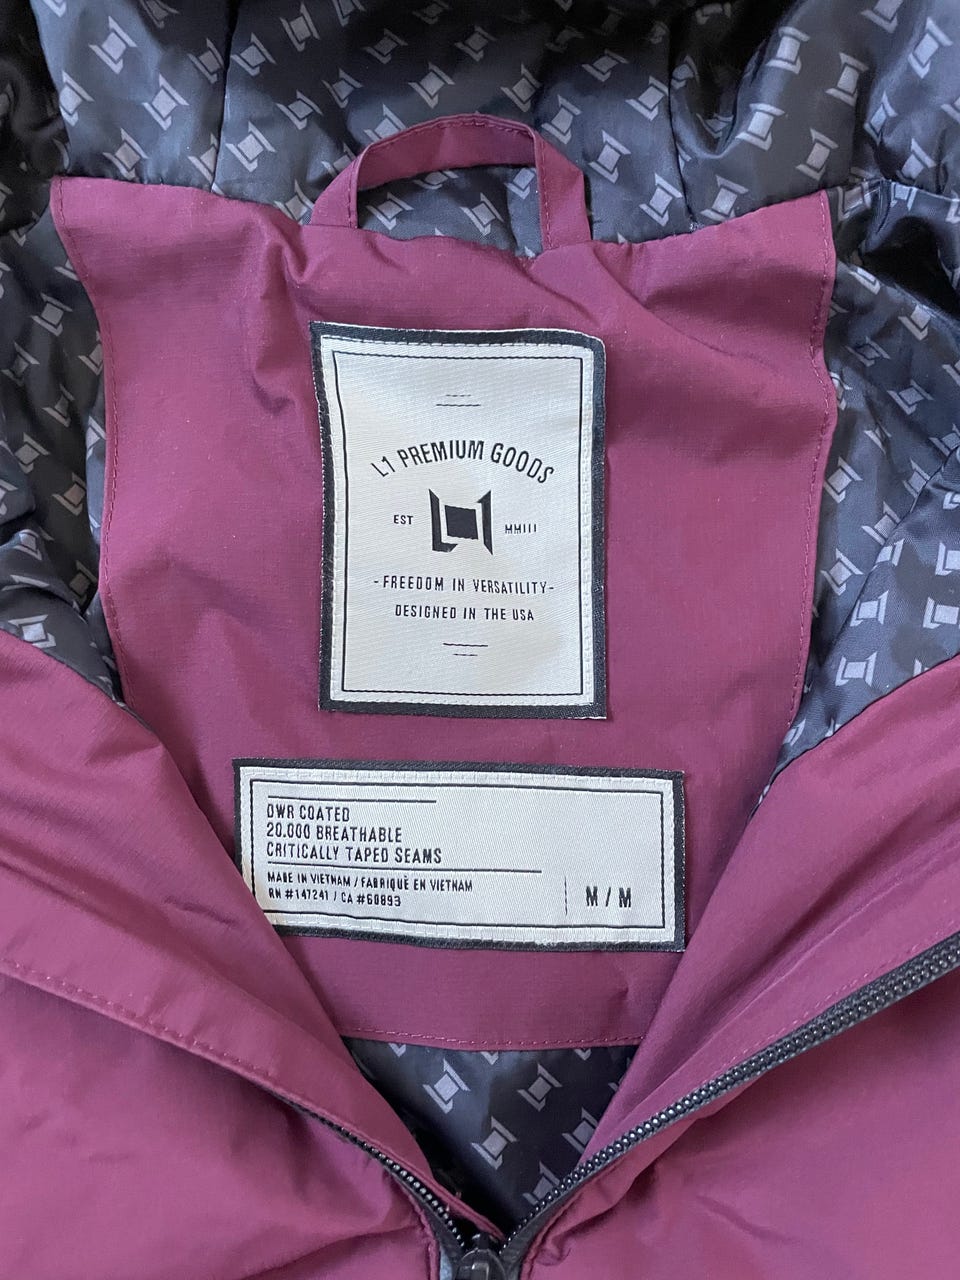 L1 PREMIUM GOODS
EST MMIII
-FREEDOM IN VERSATILITY-
DESIGNED IN THE USA
DWR COATED
20.000 BREATHABLE
CRITICALLY TAPED SEAMS
MADE IN VIETNAM / FABRIQUÈ EN VIETNAM
RN #147241 / CA #60893
M / M